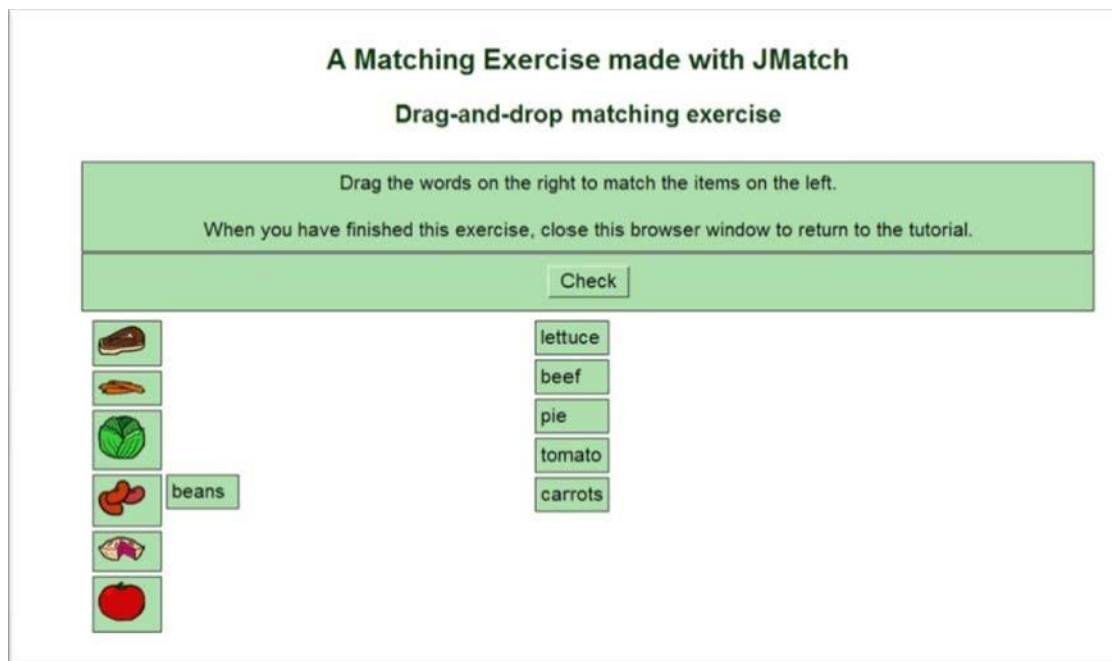 A Matching Exercise made with JMatch
Drag-and-drop matching exercise
Drag the words on the right to match the items on the left.
When you have finished this exercise, close this browser window to return to the tutorial.
Check
lettuce
beef
pie
tomato
beans
carrots